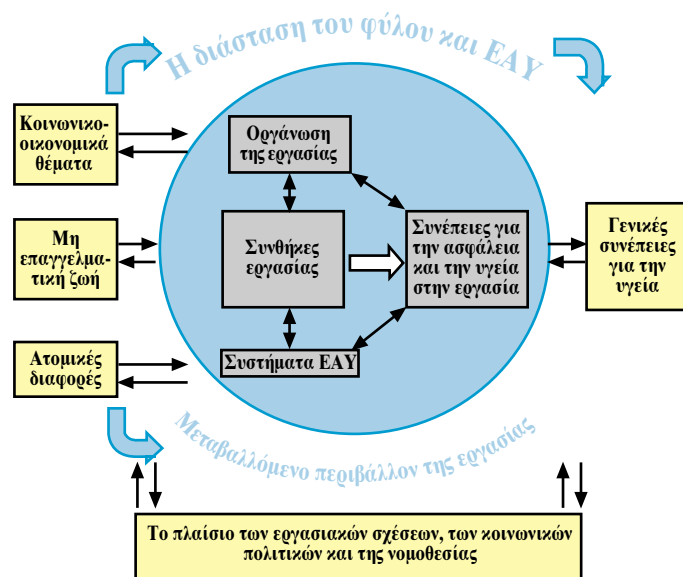 Η διάσταση του φύλου και ΕΑΥ
Κοινωνικο-
οικονομικά
θέματα
Οργάνωση
της εργασίας
Μη
επαγγελμα-
τική ζωή
Συνθήκες
εργασίας
Συνέπειες για
την ασφάλεια
και την υγεία
στην εργασία
Γενικές
συνέπειες
για την
υγεία
Ατομικές
διαφορές
Συστήματα ΕΑΥ
Μεταβαλλόμενο περιβάλλον της εργασίας
Το πλαίσιο των εργασιακών σχέσεων, των κοινωνικών
πολιτικών και της νομοθεσίας